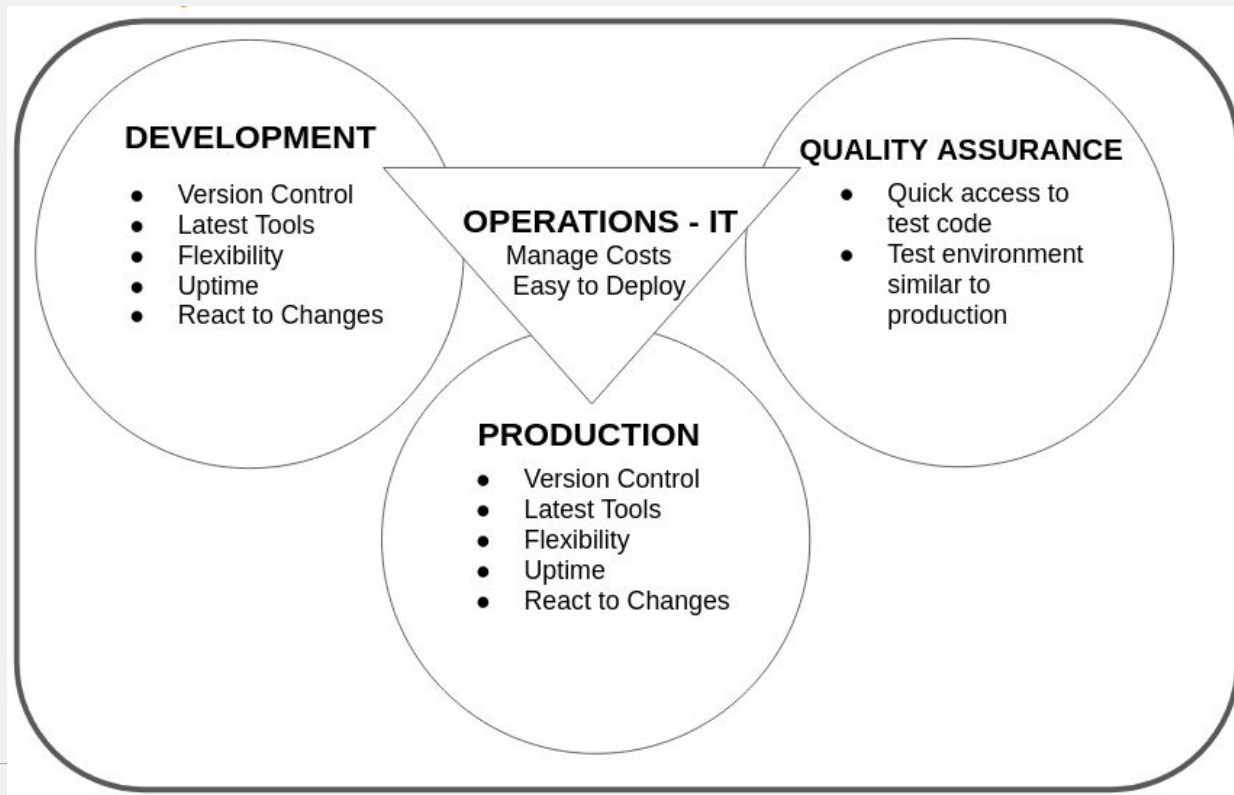 DEVELOPMENT
● Version Control
● Latest Tools
● Flexibility
● Uptime
● React to Changes
OPERATIONS - IT
Manage Costs
Easy to Deploy
QUALITY ASSURANCE
● Quick access to
test code
● Test environment
similar to
production
PRODUCTION
● Version Control
● Latest Tools
● Flexibility
● Uptime
● React to Changes